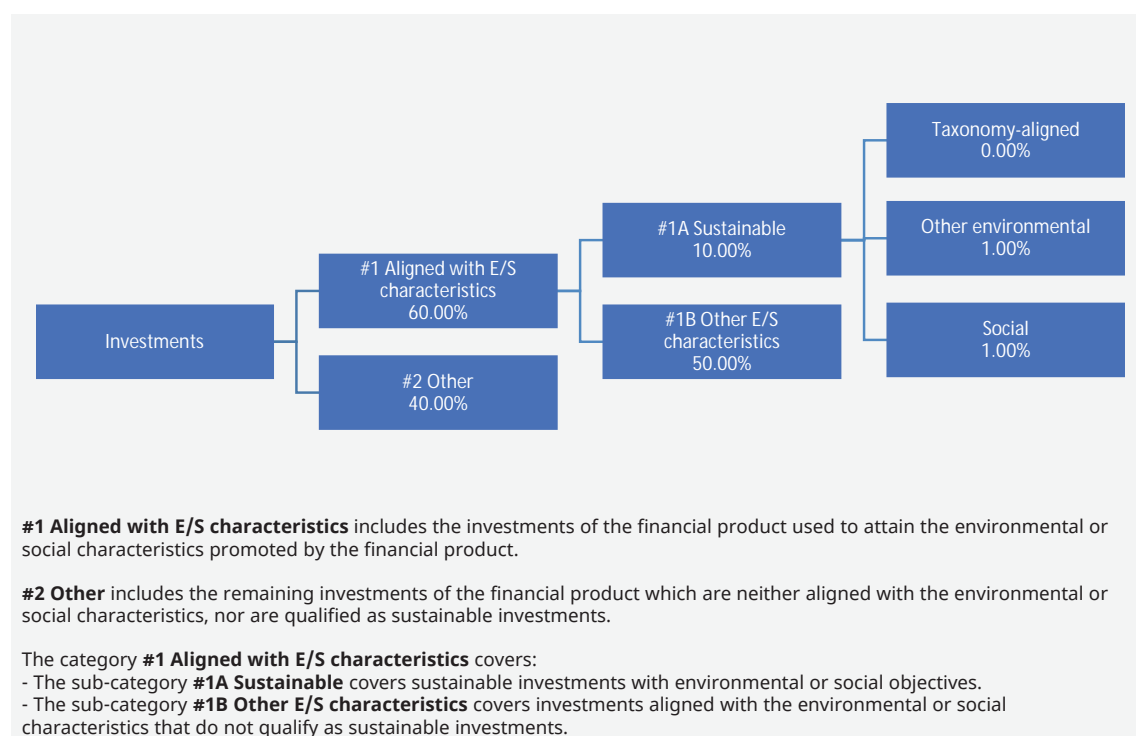 Investments
#1 Aligned with E/S
characteristics
60.00%
#2 Other
40.00%
#1A Sustainable
10.00%
#1B Other E/S
characteristics
50.00%
Taxonomy-aligned
0.00%
Other environmental
1.00%
Social
1.00%
#1 Aligned with E/S characteristics includes the investments of the financial product used to attain the environmental or
social characteristics promoted by the financial product.
#2 Other includes the remaining investments of the financial product which are neither aligned with the environmental or
social characteristics, nor are qualified as sustainable investments.
The category #1 Aligned with E/S characteristics covers:
- The sub-category #1A Sustainable covers sustainable investments with environmental or social objectives.
- The sub-category #1B Other E/S characteristics covers investments aligned with the environmental or social
characteristics that do not qualify as sustainable investments.